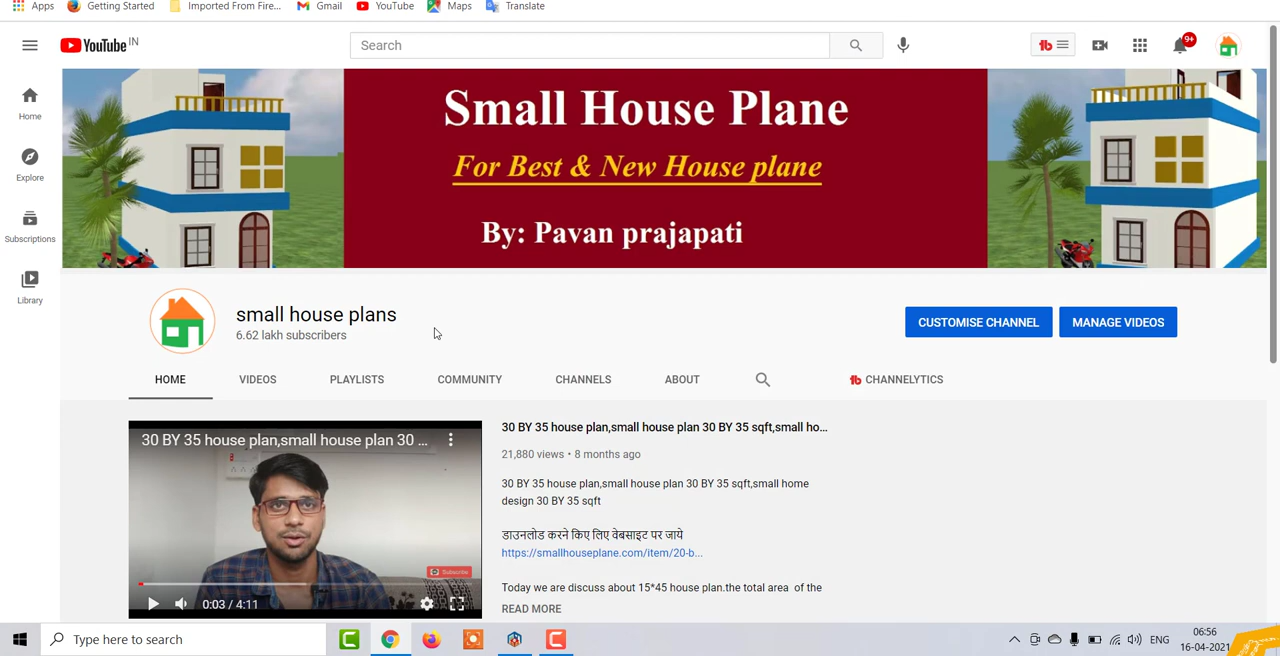 Apps Getting Started Imported From Fire... Gmail YouTube Maps Translate
YouTube IN Search 9+
Home
Explore
Subscriptions
Library
Small House Plane
For Best & New House plane
By: Pavan prajapati
small house plans
6.62 lakh subscribers
CUSTOMISE CHANNEL MANAGE VIDEOS
HOME VIDEOS PLAYLISTS COMMUNITY CHANNELS ABOUT CHANNELYTICS
30 BY 35 house plan,small house plan 30 ...
Subscribe
0:03 / 4:11
30 BY 35 house plan,small house plan 30 BY 35 sqft,small ho...
21,880 views • 8 months ago
30 BY 35 house plan,small house plan 30 BY 35 sqft,small home
design 30 BY 35 sqft
डाउनलोड करने किए लिए वेबसाइट पर जाये
https://smallhouseplane.com/item/20-b...
Today we are discuss about 15*45 house plan.the total area of the
READ MORE
Type here to search
ENG
06:56
16-04-2021